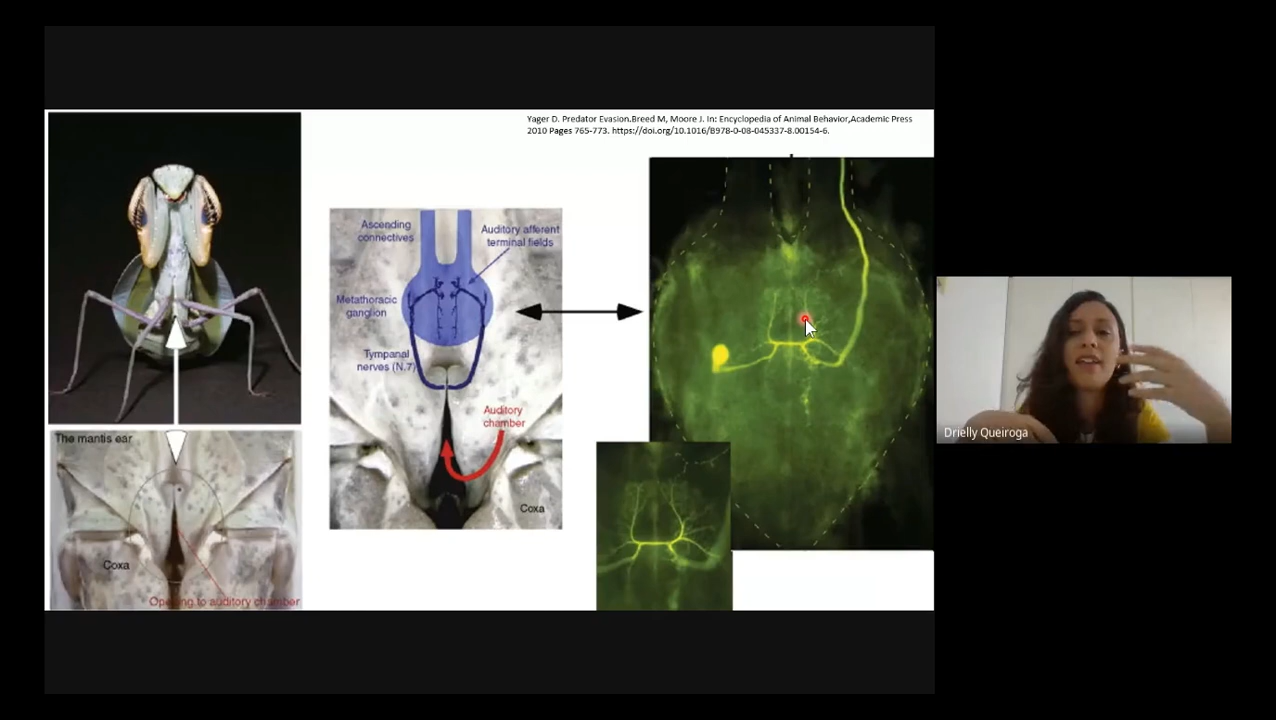 Yager D. Predator Evasion.Breed M, Moore J. In: Encyclopedia of Animal Behavior,Academic Press
2010 Pages 765-773. https://doi.org/10.1016/B978-0-08-045337-8.00154-6.
Ascending
connectives
Auditory afferent
terminal fields
Metathoracic
ganglion
Tympanal
nerves (N.7)
Auditory
chamber
Coxa
The mantis ear
Coxa
Opening to auditory chamber
Drielly Queiroga